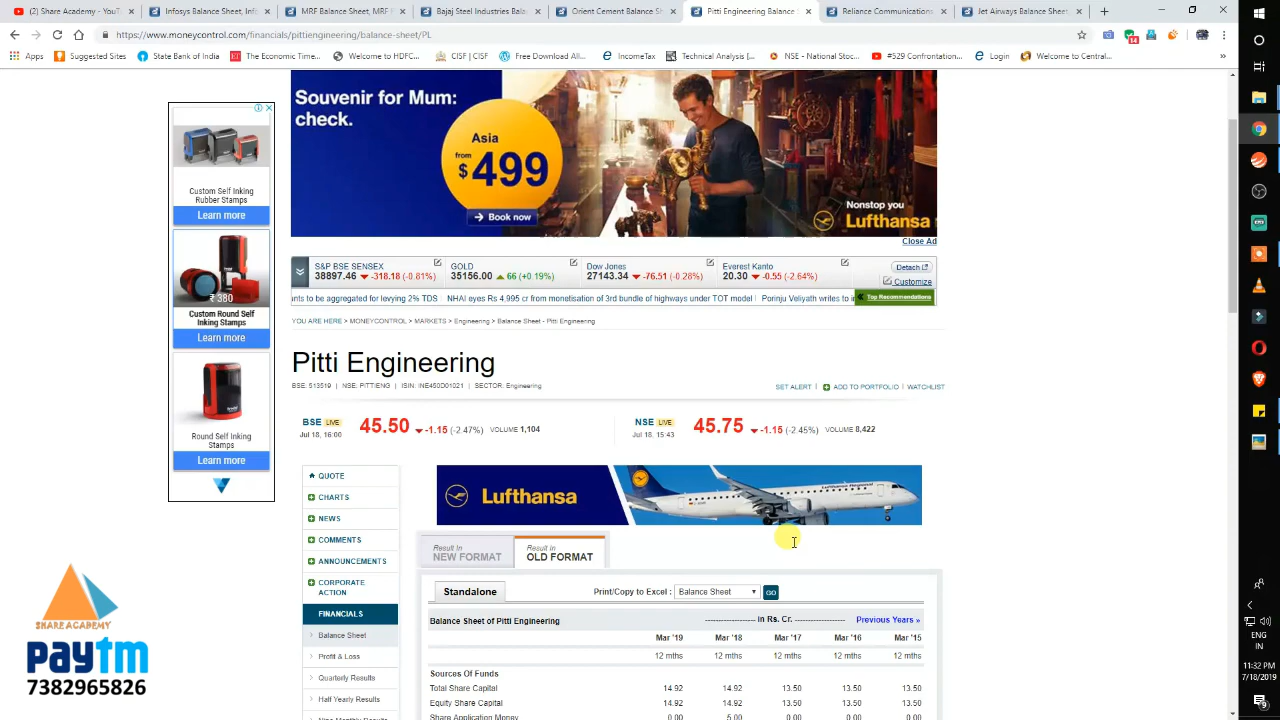 Share Academy - YouT
Infosys Balance Sheet, Info
MRF Balance Sheet, MRF
Bajaj Steel Industries Bala
Orient Cement Balance Sh
Pitti Engineering Balance
Reliance Communications
Jet Airways Balance Sheet
https://www.moneycontrol.com/financials/pittiengineering/balance-sheet/PL
Apps
Suggested Sites
State Bank of India
The Economic Time...
Welcome to HDFC...
CISF | CISF
Free Download All...
IncomeTax
Technical Analysis [...
NSE - National Stoc...
#529 Confrontation...
Login
Welcome to Central...
Souvenir for Mum:
check.
Asia
from
$499
Book now
Nonstop you
Lufthansa
Close Ad
Custom Self Inking
Rubber Stamps
Learn more
₹ 380
Custom Round Self
Inking Stamps
Learn more
Round Self Inking
Stamps
Learn more
S&P BSE SENSEX
38897.46 -318.18 (-0.81%)
GOLD
35156.00 66 (+0.19%)
Dow Jones
27143.34 -76.51 (-0.28%)
Everest Kanto
20.30 -0.55 (-2.64%)
Detach
Customize
nts to be aggregated for levying 2% TDS | NHAI eyes Rs 4,995 cr from monetisation of 3rd bundle of highways under TOT model | Porinju Veliyath writes to ir
Top Recommendations
YOU ARE HERE > MONEYCONTROL > MARKETS > Engineering > Balance Sheet - Pitti Engineering
Pitti Engineering
BSE: 513519 | NSE: PITTIENG | ISIN: INE450D01021 | SECTOR: Engineering
SET ALERT | ADD TO PORTFOLIO | WATCHLIST
BSE LIVE
Jul 18, 16:00
45.50 -1.15 (-2.47%) VOLUME 1,104
NSE LIVE
Jul 18, 15:43
45.75 -1.15 (-2.45%) VOLUME 8,422
QUOTE
CHARTS
NEWS
COMMENTS
ANNOUNCEMENTS
CORPORATE
ACTION
FINANCIALS
Balance Sheet
Profit & Loss
Quarterly Results
Half Yearly Results
Nine Monthly Results
Lufthansa
Result in
NEW FORMAT
Result in
OLD FORMAT
Standalone
Print/Copy to Excel : Balance Sheet GO
Balance Sheet of Pitti Engineering ------------------- in Rs. Cr. ------------------- Previous Years »
Mar '19 Mar '18 Mar '17 Mar '16 Mar '15
12 mths 12 mths 12 mths 12 mths 12 mths
Sources Of Funds
Total Share Capital 14.92 14.92 13.50 13.50 13.50
Equity Share Capital 14.92 14.92 13.50 13.50 13.50
Share Application Money 0.00 5.00 0.00 0.00 0.00
SHARE ACADEMY
paytm
7382965826
ENG
IN
11:32 PM
7/18/2019